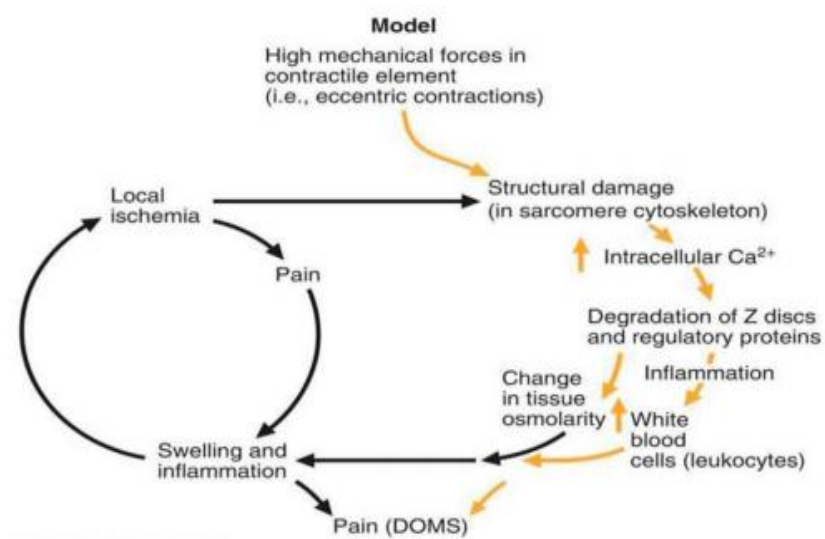 Model
High mechanical forces in
contractile element
(i.e., eccentric contractions)
Local
ischemia
Structural damage
(in sarcomere cytoskeleton)
Intracellular Ca²⁺
Pain
Degradation of Z discs
and regulatory proteins
Inflammation
Change
in tissue
osmolarity
White
blood
cells (leukocytes)
Swelling and
inflammation
Pain (DOMS)